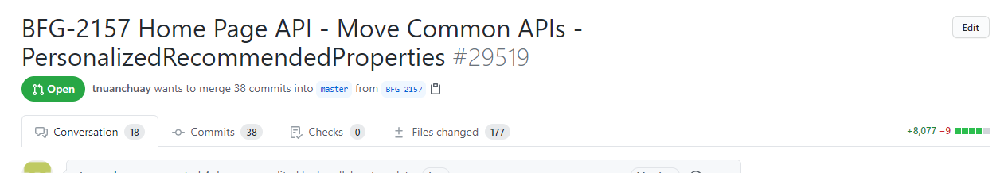 BFG-2157 Home Page API - Move Common APIs -
PersonalizedRecommendedProperties #29519
Edit
Open tnuanchuay wants to merge 38 commits into master from BFG-2157
Conversation 18 Commits 38 Checks 0 Files changed 177 +8,077 −9